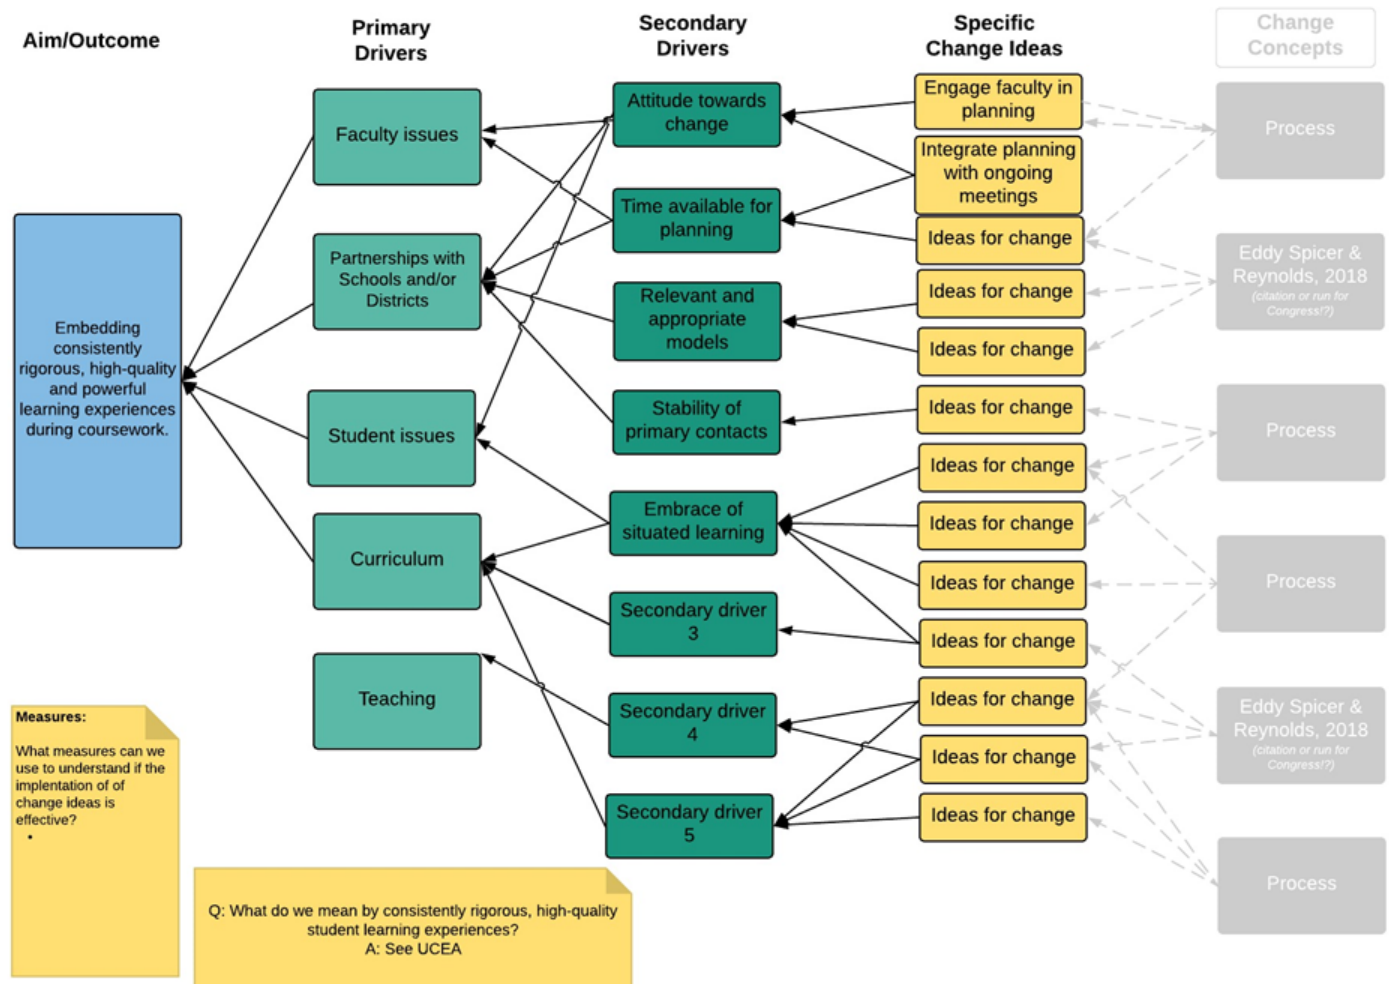 Aim/Outcome
Primary
Drivers
Secondary
Drivers
Specific
Change Ideas
Change
Concepts
Embedding
consistently
rigorous, high-quality
and powerful
learning experiences
during coursework.
Faculty issues
Partnerships with
Schools and/or
Districts
Student issues
Curriculum
Teaching
Attitude towards
change
Time available for
planning
Relevant and
appropriate
models
Stability of
primary contacts
Embrace of
situated learning
Secondary driver
3
Secondary driver
4
Secondary driver
5
Engage faculty in
planning
Integrate planning
with ongoing
meetings
Ideas for change
Ideas for change
Ideas for change
Ideas for change
Ideas for change
Ideas for change
Ideas for change
Ideas for change
Ideas for change
Ideas for change
Ideas for change
Process
Eddy Spicer &
Reynolds, 2018
(citation or run for
Congress!?)
Process
Process
Eddy Spicer &
Reynolds, 2018
(citation or run for
Congress!?)
Process
Measures:
What measures can we
use to understand if the
implentation of of
change ideas is
effective?
•
Q: What do we mean by consistently rigorous, high-quality
student learning experiences?
A: See UCEA